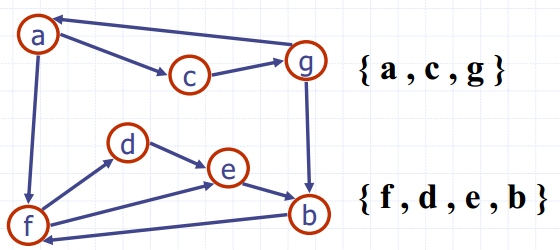 a
c
g
{ a , c , g }
d
e
f
b
{ f , d , e , b }